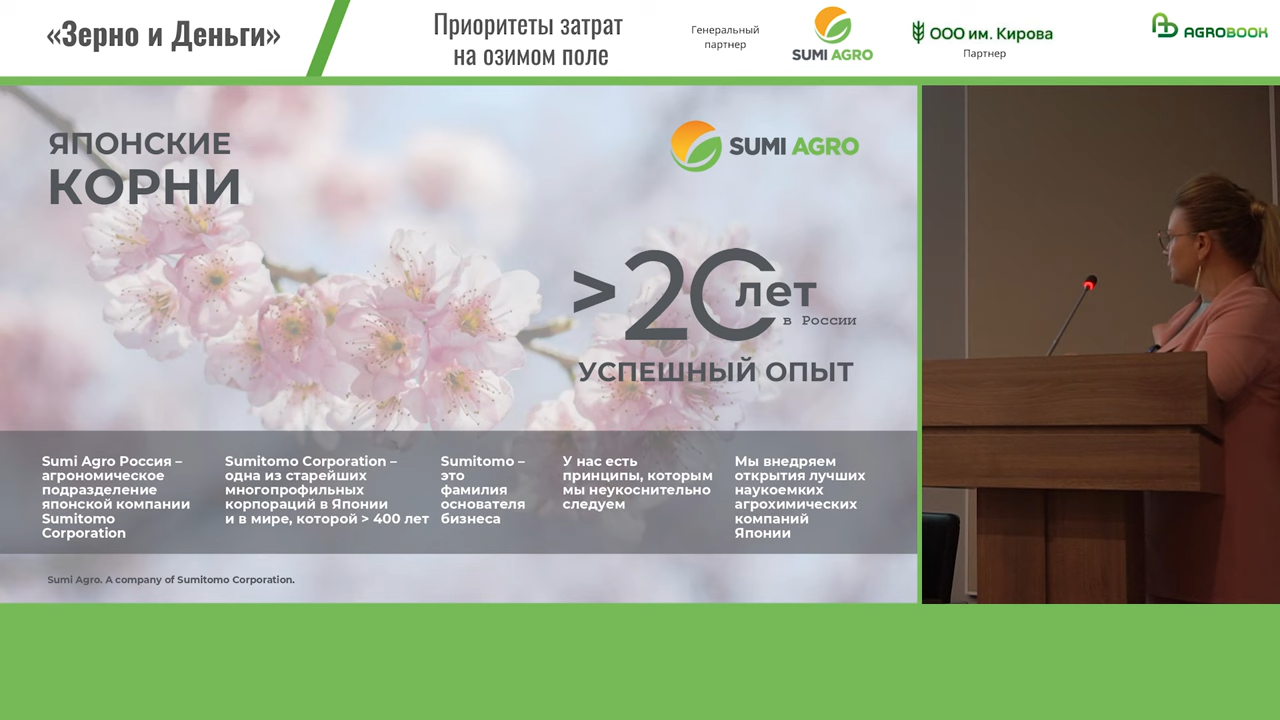 «Зерно и Деньги»
Приоритеты затрат
на озимом поле
Генеральный
партнер
SUMI AGRO
ООО им. Кирова
Партнер
AGROBOOK
ЯПОНСКИЕ
КОРНИ
SUMI AGRO
>20 лет
в России
УСПЕШНЫЙ ОПЫТ
Sumi Agro Россия –
агрономическое
подразделение
японской компании
Sumitomo
Corporation
Sumitomo Corporation –
одна из старейших
многопрофильных
корпораций в Японии
и в мире, которой > 400 лет
Sumitomo –
это
фамилия
основателя
бизнеса
У нас есть
принципы, которым
мы неукоснительно
следуем
Мы внедряем
открытия лучших
наукоемких
агрохимических
компаний
Японии
Sumi Agro. A company of Sumitomo Corporation.